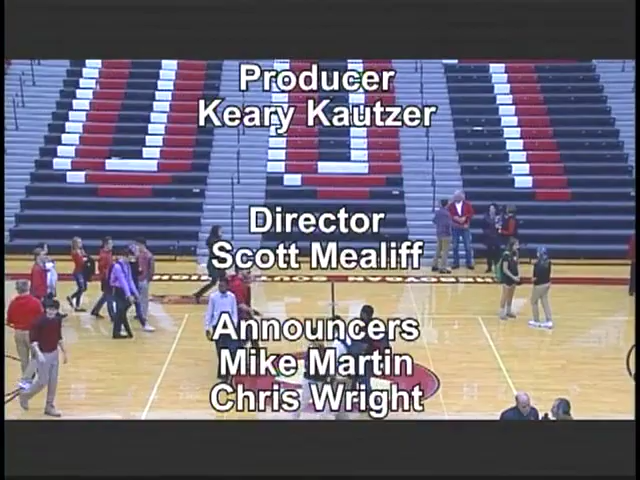 Producer
Keary Kautzer
Director
Scott Mealiff
Announcers
Mike Martin
Chris Wright